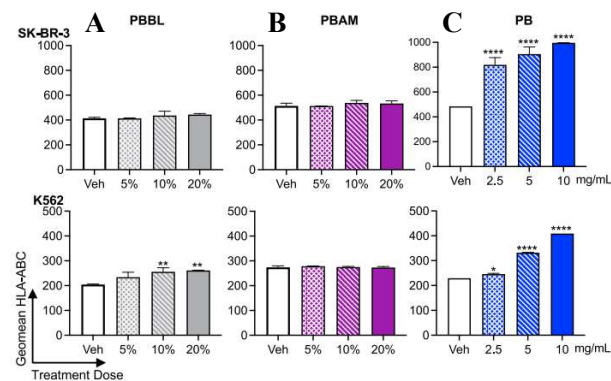 A PBBL B PBAM C PB
SK-BR-3
1000
800
600
400
200
0
Veh 5% 10% 20%
1000
800
600
400
200
0
Veh 5% 10% 20%
**** **** ****
1000
800
600
400
200
0
Veh 2.5 5 10 mg/mL
K562
500
400
300
200
100
0
** **
Veh 5% 10% 20%
500
400
300
200
100
0
Veh 5% 10% 20%
500
400
300
200
100
0
* **** ****
Veh 2.5 5 10 mg/mL
Geomean HLA-ABC
Treatment Dose